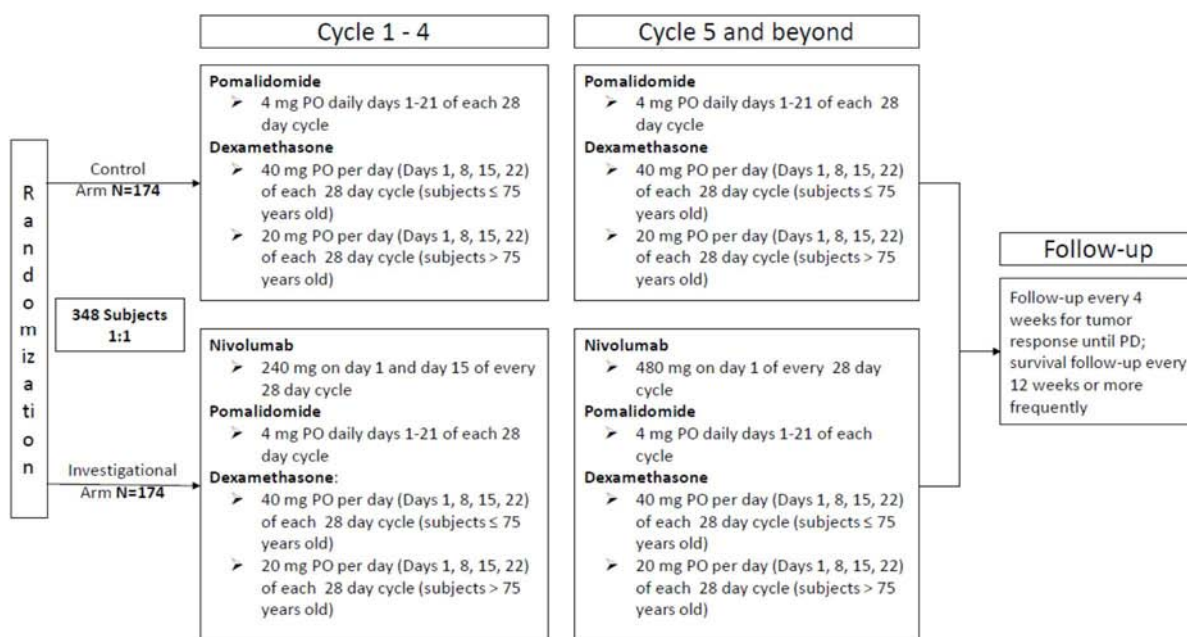 Cycle 1 - 4
Cycle 5 and beyond
Randomization
Control
Arm N=174
348 Subjects
1:1
Investigational
Arm N=174
Pomalidomide
➢ 4 mg PO daily days 1-21 of each 28
day cycle
Dexamethasone
➢ 40 mg PO per day (Days 1, 8, 15, 22)
of each 28 day cycle (subjects ≤ 75
years old)
➢ 20 mg PO per day (Days 1, 8, 15, 22)
of each 28 day cycle (subjects > 75
years old)
Pomalidomide
➢ 4 mg PO daily days 1-21 of each 28
day cycle
Dexamethasone
➢ 40 mg PO per day (Days 1, 8, 15, 22)
of each 28 day cycle (subjects ≤ 75
years old)
➢ 20 mg PO per day (Days 1, 8, 15, 22)
of each 28 day cycle (subjects > 75
years old)
Nivolumab
➢ 240 mg on day 1 and day 15 of every
28 day cycle
Pomalidomide
➢ 4 mg PO daily days 1-21 of each 28
day cycle
Dexamethasone:
➢ 40 mg PO per day (Days 1, 8, 15, 22)
of each 28 day cycle (subjects ≤ 75
years old)
➢ 20 mg PO per day (Days 1, 8, 15, 22)
of each 28 day cycle (subjects > 75
years old)
Nivolumab
➢ 480 mg on day 1 of every 28 day
cycle
Pomalidomide
➢ 4 mg PO daily days 1-21 of each
cycle
Dexamethasone
➢ 40 mg PO per day (Days 1, 8, 15, 22)
of each 28 day cycle (subjects ≤ 75
years old)
➢ 20 mg PO per day (Days 1, 8, 15, 22)
of each 28 day cycle (subjects > 75
years old)
Follow-up
Follow-up every 4
weeks for tumor
response until PD;
survival follow-up every
12 weeks or more
frequently